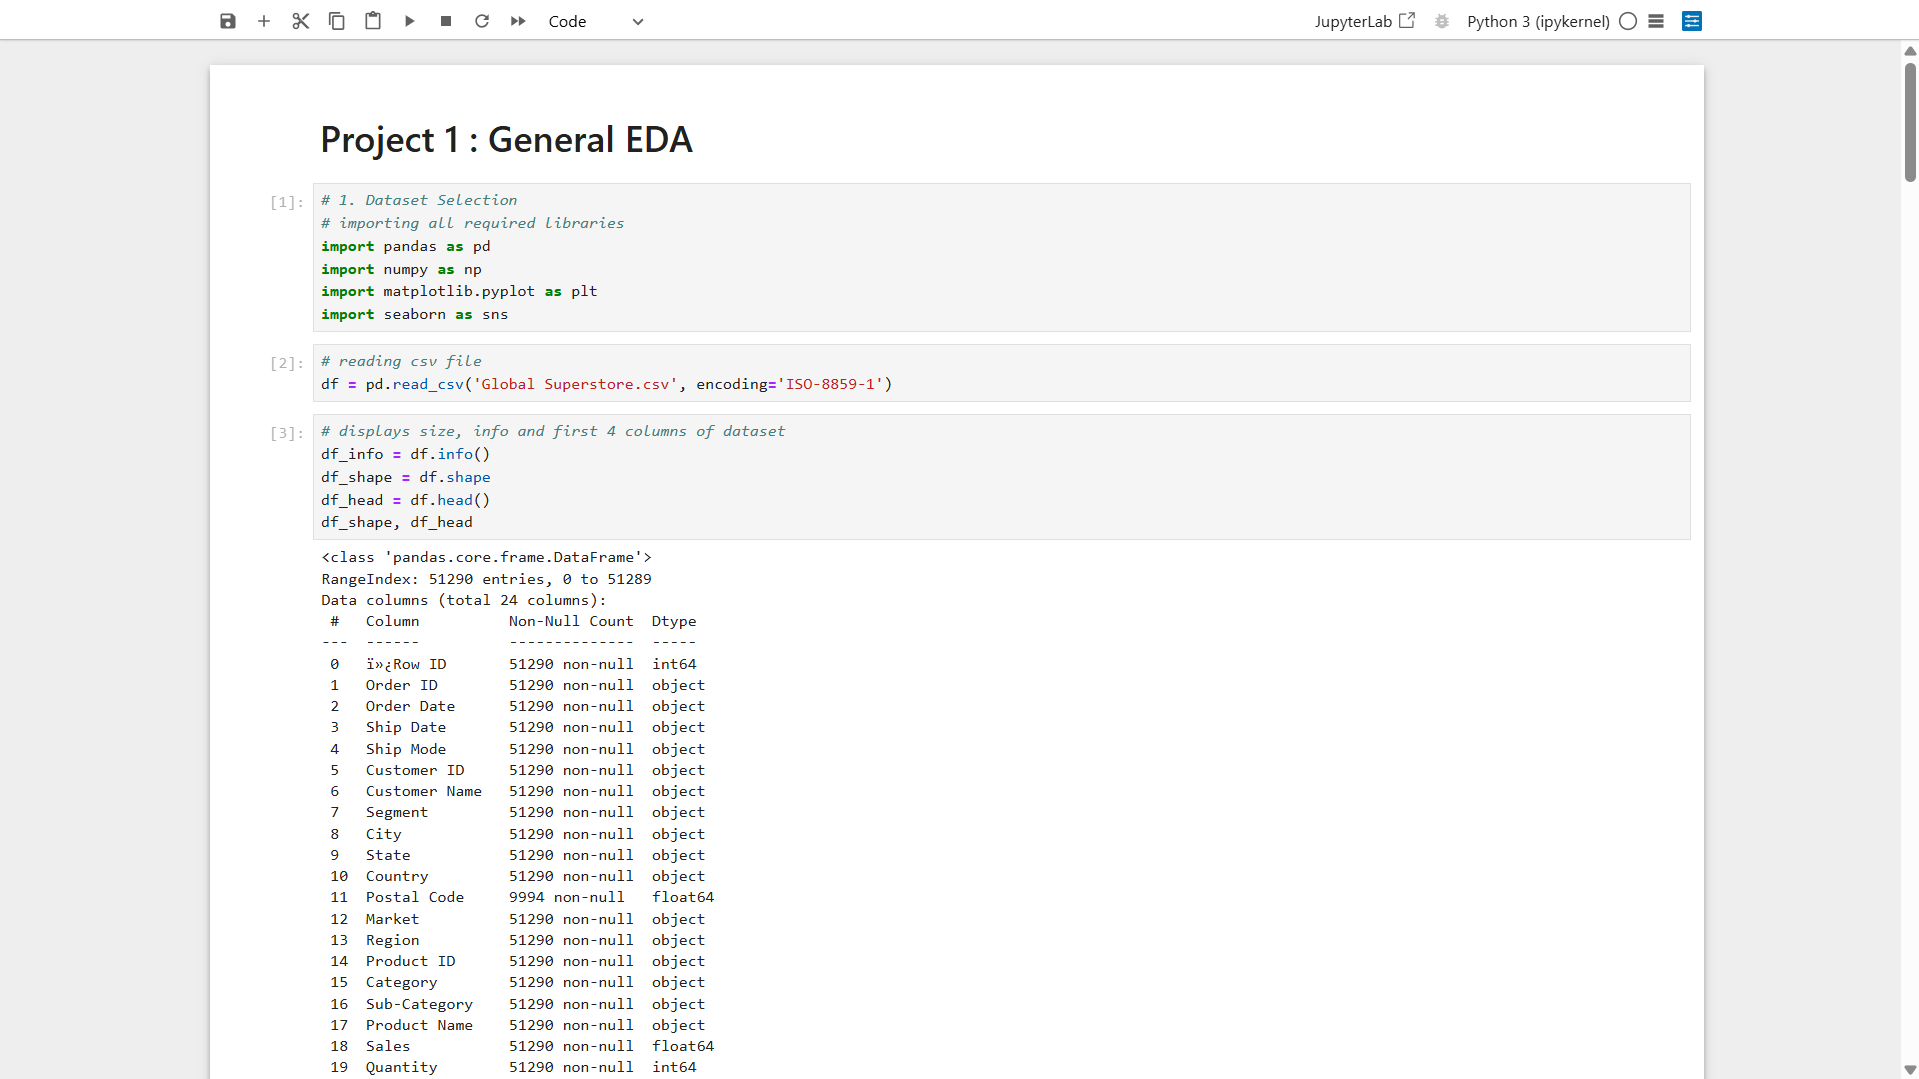 Code
JupyterLab
Python 3 (ipykernel)
Project 1 : General EDA
[1]:
# 1. Dataset Selection
# importing all required libraries
import pandas as pd
import numpy as np
import matplotlib.pyplot as plt
import seaborn as sns
[2]:
# reading csv file
df = pd.read_csv('Global Superstore.csv', encoding='ISO-8859-1')
[3]:
# displays size, info and first 4 columns of dataset
df_info = df.info()
df_shape = df.shape
df_head = df.head()
df_shape, df_head
<class 'pandas.core.frame.DataFrame'>
RangeIndex: 51290 entries, 0 to 51289
Data columns (total 24 columns):
 #   Column          Non-Null Count  Dtype
---  ------          --------------  -----
 0   ï»¿Row ID       51290 non-null  int64
 1   Order ID        51290 non-null  object
 2   Order Date      51290 non-null  object
 3   Ship Date       51290 non-null  object
 4   Ship Mode       51290 non-null  object
 5   Customer ID     51290 non-null  object
 6   Customer Name   51290 non-null  object
 7   Segment         51290 non-null  object
 8   City            51290 non-null  object
 9   State           51290 non-null  object
 10  Country         51290 non-null  object
 11  Postal Code     9994 non-null   float64
 12  Market          51290 non-null  object
 13  Region          51290 non-null  object
 14  Product ID      51290 non-null  object
 15  Category        51290 non-null  object
 16  Sub-Category    51290 non-null  object
 17  Product Name    51290 non-null  object
 18  Sales           51290 non-null  float64
 19  Quantity        51290 non-null  int64